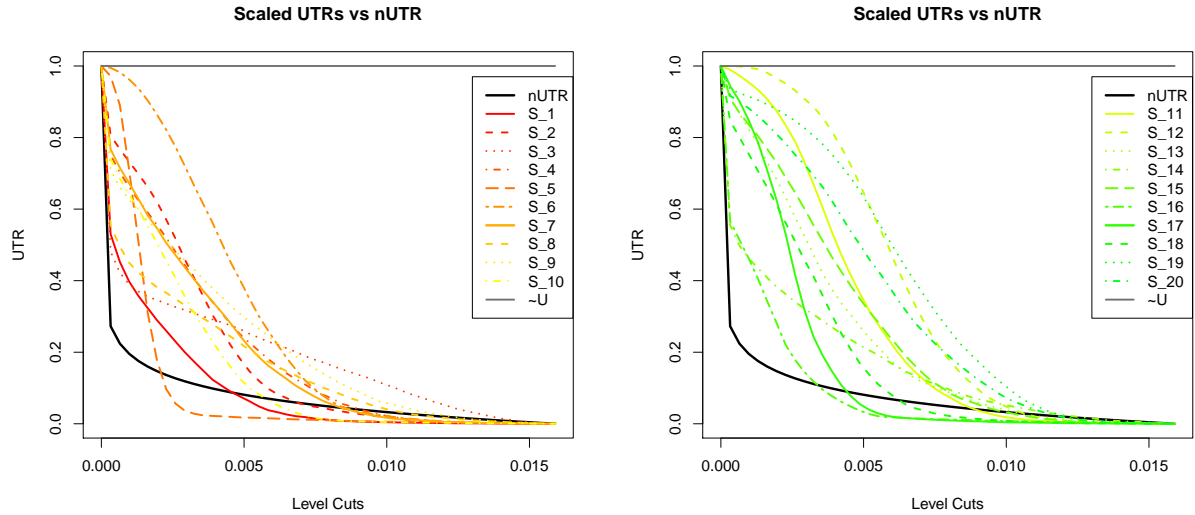 Scaled UTRs vs nUTR
UTR
1.0
0.8
0.6
0.4
0.2
0.0
nUTR
S_1
S_2
S_3
S_4
S_5
S_6
S_7
S_8
S_9
S_10
~U
0.000
0.005
0.010
0.015
Level Cuts
Scaled UTRs vs nUTR
UTR
1.0
0.8
0.6
0.4
0.2
0.0
nUTR
S_11
S_12
S_13
S_14
S_15
S_16
S_17
S_18
S_19
S_20
~U
0.000
0.005
0.010
0.015
Level Cuts